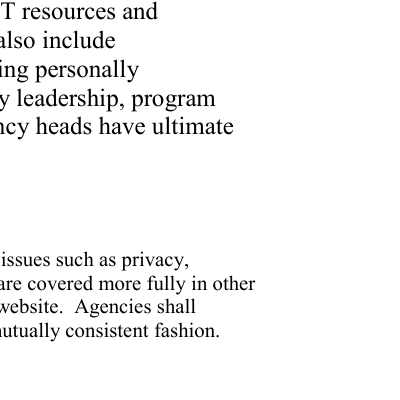 T resources and
also include
ing personally
y leadership, program
ncy heads have ultimate
issues such as privacy,
are covered more fully in other
website.  Agencies shall
mutually consistent fashion.